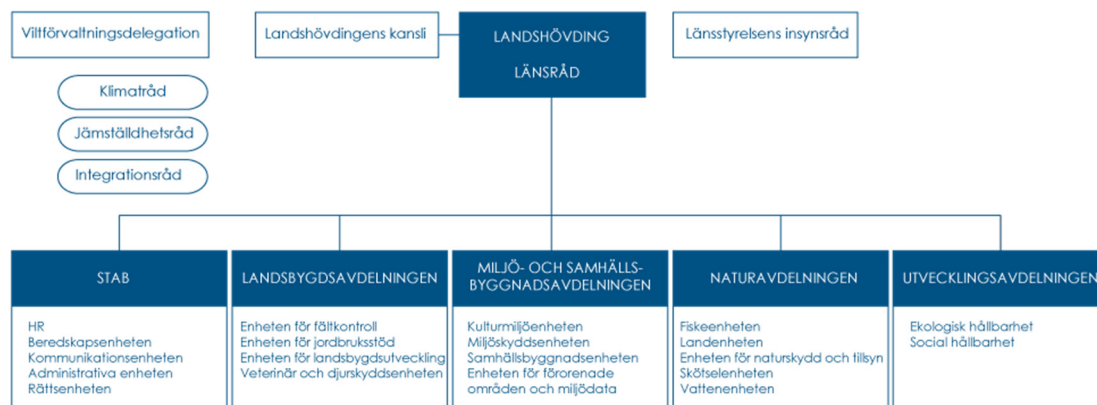 Viltförvaltningsdelegation
Landshövdingens kansli
LANDSHÖVDING
LÄNSRÅD
Länsstyrelsens insynsråd
Klimatråd
Jämställdhetsråd
Integrationsråd
STAB
HR
Beredskapsenheten
Kommunikationsenheten
Administrativa enheten
Rättsenheten
LANDSBYGDSAVDELNINGEN
Enheten för fältkontroll
Enheten för jordbruksstöd
Enheten för landsbygdsutveckling
Veterinär och djurskyddsenheten
MILJÖ- OCH SAMHÄLLS-
BYGGNADSAVDELNINGEN
Kulturmiljöenheten
Miljöskyddsenheten
Samhällsbyggnadsenheten
Enheten för förorenade
områden och miljödata
NATURAVDELNINGEN
Fiskeenheten
Landenheten
Enheten för naturskydd och tillsyn
Skötselenheten
Vattenenheten
UTVECKLINGSAVDELNINGEN
Ekologisk hållbarhet
Social hållbarhet